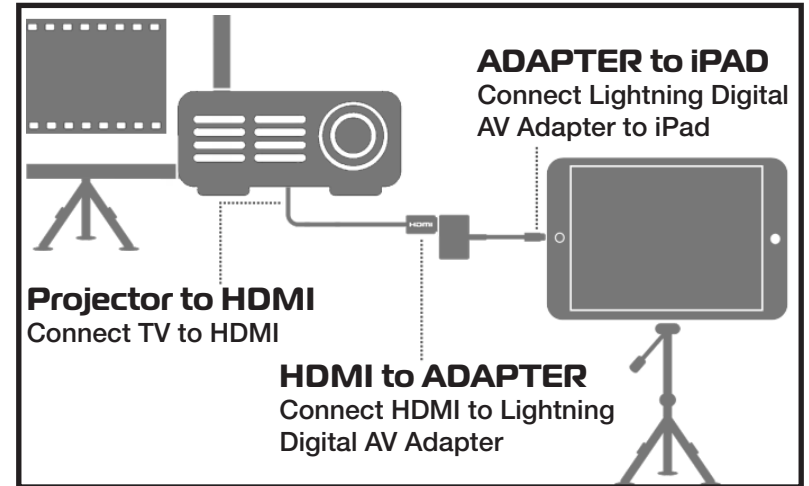 ADAPTER to iPAD
Connect Lightning Digital
AV Adapter to iPad
HDMI
Projector to HDMI
Connect TV to HDMI
HDMI to ADAPTER
Connect HDMI to Lightning
Digital AV Adapter